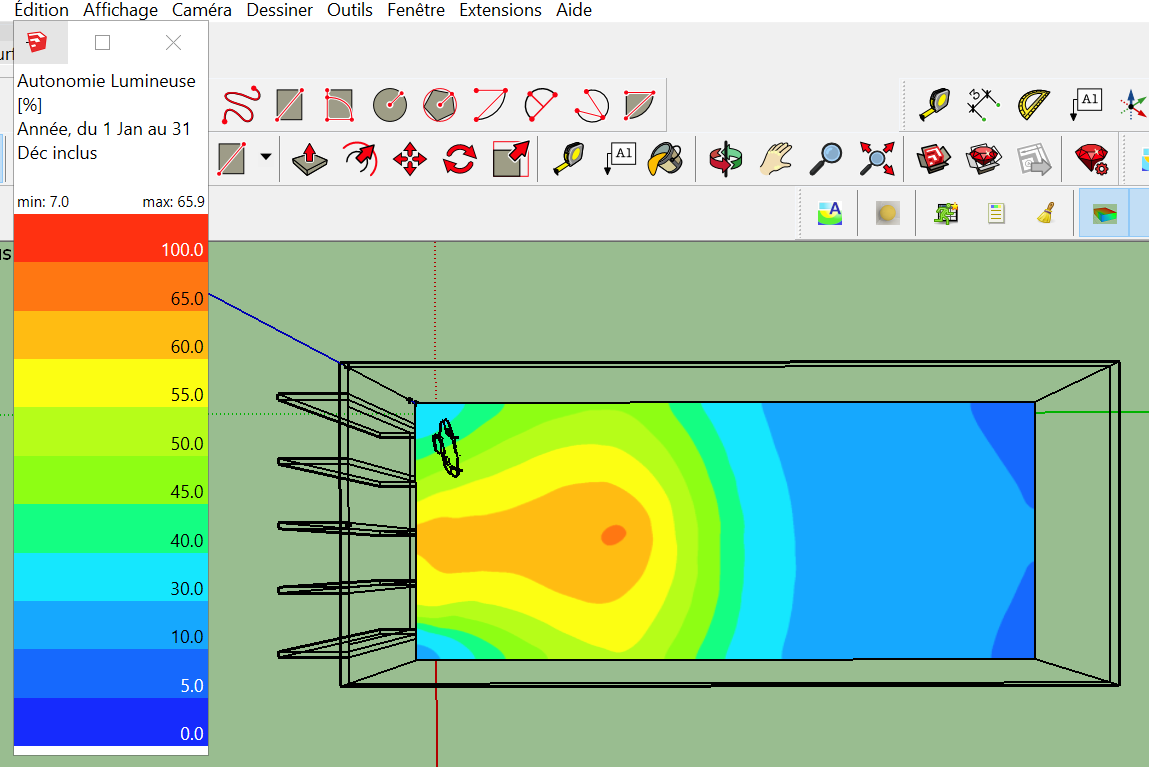 Édition Affichage Caméra Dessiner Outils Fenêtre Extensions Aide
Autonomie Lumineuse
[%]
Année, du 1 Jan au 31
Déc inclus
min: 7.0 max: 65.9
100.0
65.0
60.0
55.0
50.0
45.0
40.0
30.0
10.0
5.0
0.0
A1
3
A1
A